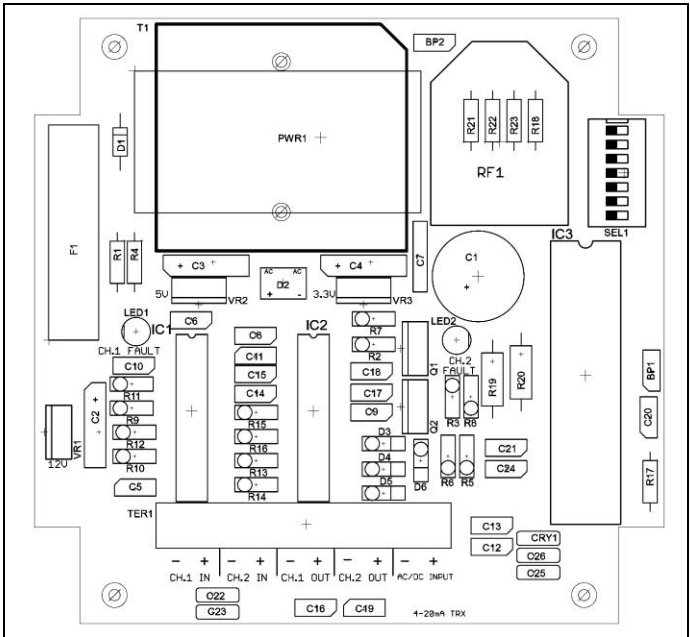 T1
BP2
PWR1
R21
R22
R23
R18
RF1
D1
F1
R1
R4
SEL1
IC3
+ C3
AC AC
D2
+ -
+ C4
C7
C1
+
5V
VR2
3.3V
VR3
LED1
IC1
C6
C8
IC2
R7
LED2
CH.1 FAULT
CH.2 FAULT
C10
C11
R2
Q1
C15
C18
R11
C14
C17
R19
R20
BP1
C2 +
R9
R15
C9
Q2
R3
R8
C20
R12
R16
D3
VR1
12V
R10
R13
D4
D6
C21
C5
R14
D5
R6
R5
C24
R17
TER1
C13
C12
CRY1
C26
C25
- + - + - + - + - +
CH.1 IN CH.2 IN CH.1 OUT CH.2 OUT AC/DC INPUT
C22
C16
C19
4-20mA TRX